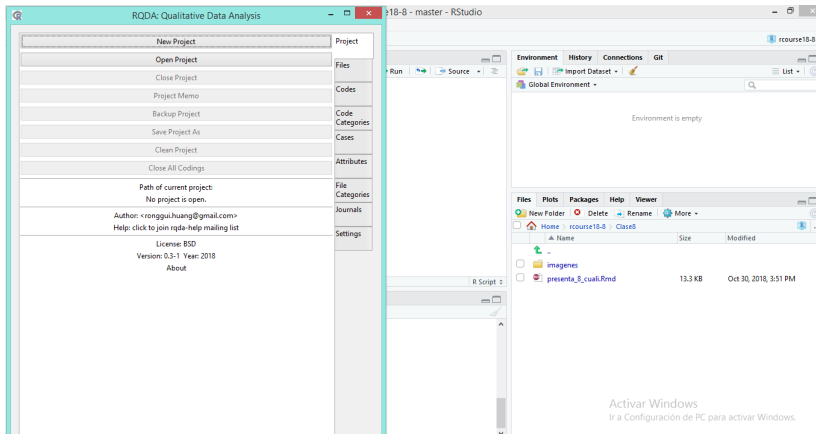 RQDA: Qualitative Data Analysis
e18-8 - master - RStudio
New Project
Open Project
Close Project
Project Memo
Backup Project
Save Project As
Clean Project
Close All Codings
Path of current project:
No project is open.
Author: <ronggui.huang@gmail.com>
Help: click to join rqda-help mailing list
License: BSD
Version: 0.3-1 Year: 2018
About
Project
Files
Codes
Code
Categories
Cases
Attributes
File
Categories
Journals
Settings
Run Source
R Script
rcourse18-8
Environment History Connections Git
Import Dataset List
Global Environment
Environment is empty
Files Plots Packages Help Viewer
New Folder Delete Rename More
Home rcourse18-8 Clase8
Name Size Modified
..
imagenes
presenta_8_cuali.Rmd 13.3 KB Oct 30, 2018, 3:51 PM
Activar Windows
Ir a Configuración de PC para activar Windows.